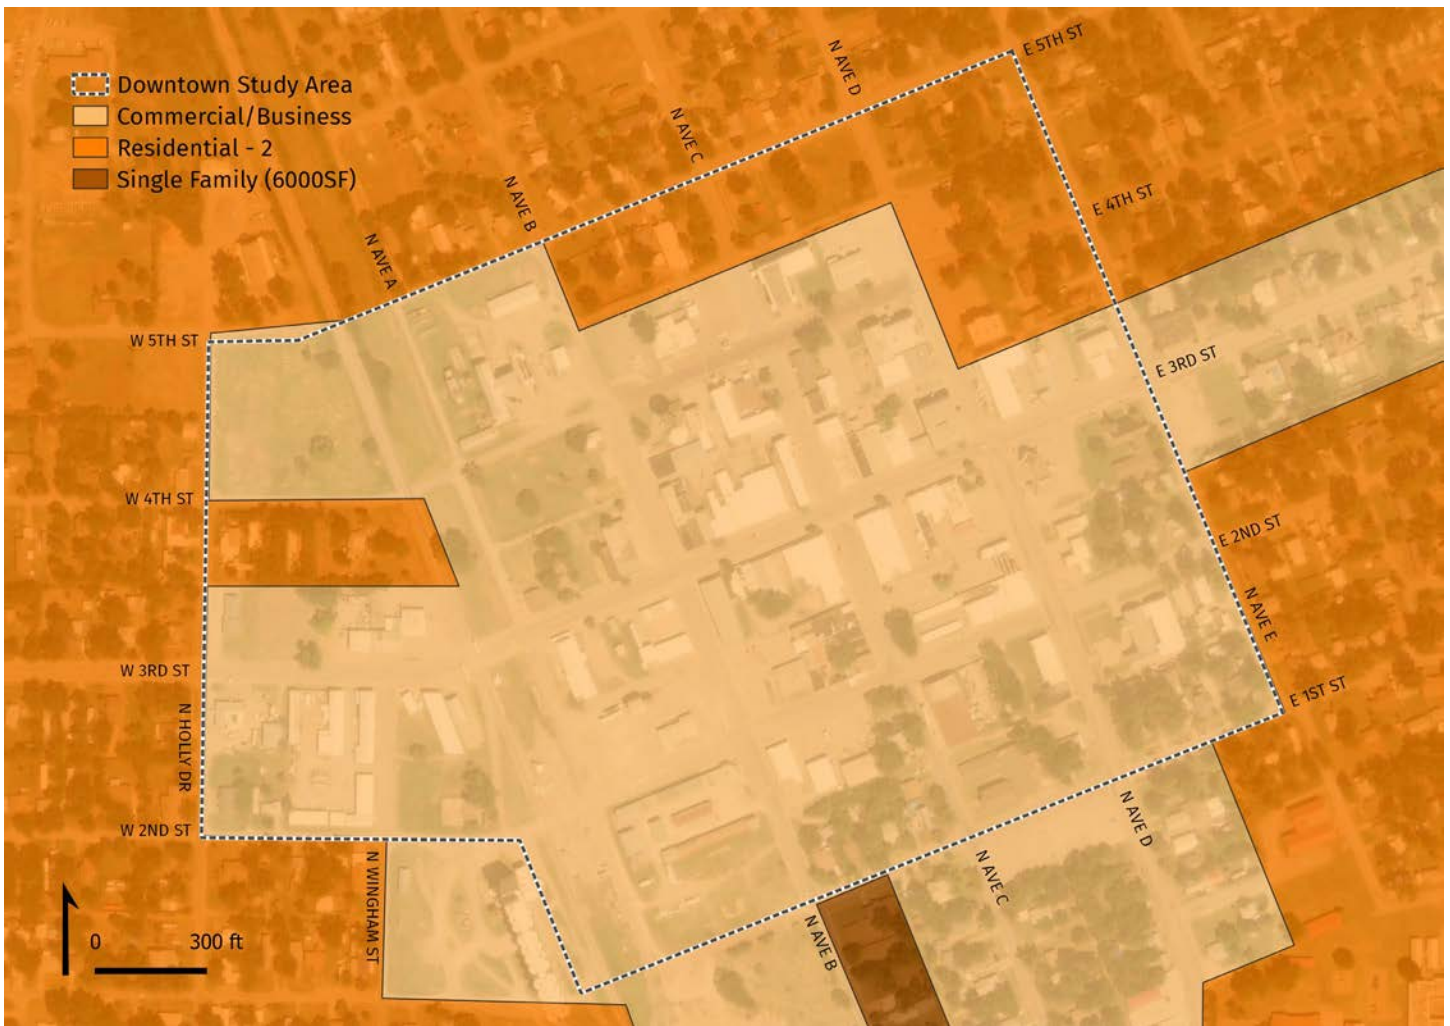 E 5TH ST
N AVE D
Downtown Study Area
Commercial/Business
N AVE C
Residential - 2
Single Family (6000SF)
N AVE B
E 4TH ST
N AVE A
W 5TH ST
E 3RD ST
W 4TH ST
E 2ND ST
N AVE E
W 3RD ST
E 1ST ST
N HOLLY DR
W 2ND ST
N AVE D
N WINGHAM ST
N AVE C
N AVE B
0 300 ft